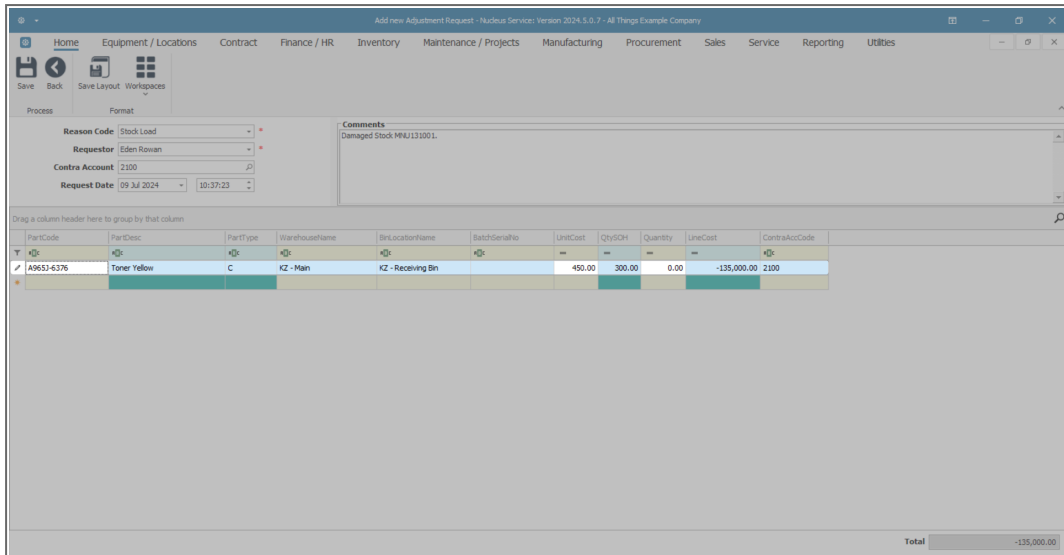 Add new Adjustment Request - Nucleus Service: Version 2024.5.0.7 - All Things Example Company
Home Equipment / Locations Contract Finance / HR Inventory Maintenance / Projects Manufacturing Procurement Sales Service Reporting Utilities
Save Back Save Layout Workspaces
Process Format
Reason Code Stock Load *
Requestor Eden Rowan *
Contra Account 2100
Request Date 09 Jul 2024 10:37:23
Comments
Damaged Stock MNU131001.
Drag a column header here to group by that column
PartCode PartDesc PartType WarehouseName BinLocationName BatchSerialNo UnitCost QtySOH Quantity LineCost ContraAccCode
A965J-6376 Toner Yellow C KZ - Main KZ - Receiving Bin 450.00 300.00 0.00 -135,000.00 2100
Total -135,000.00